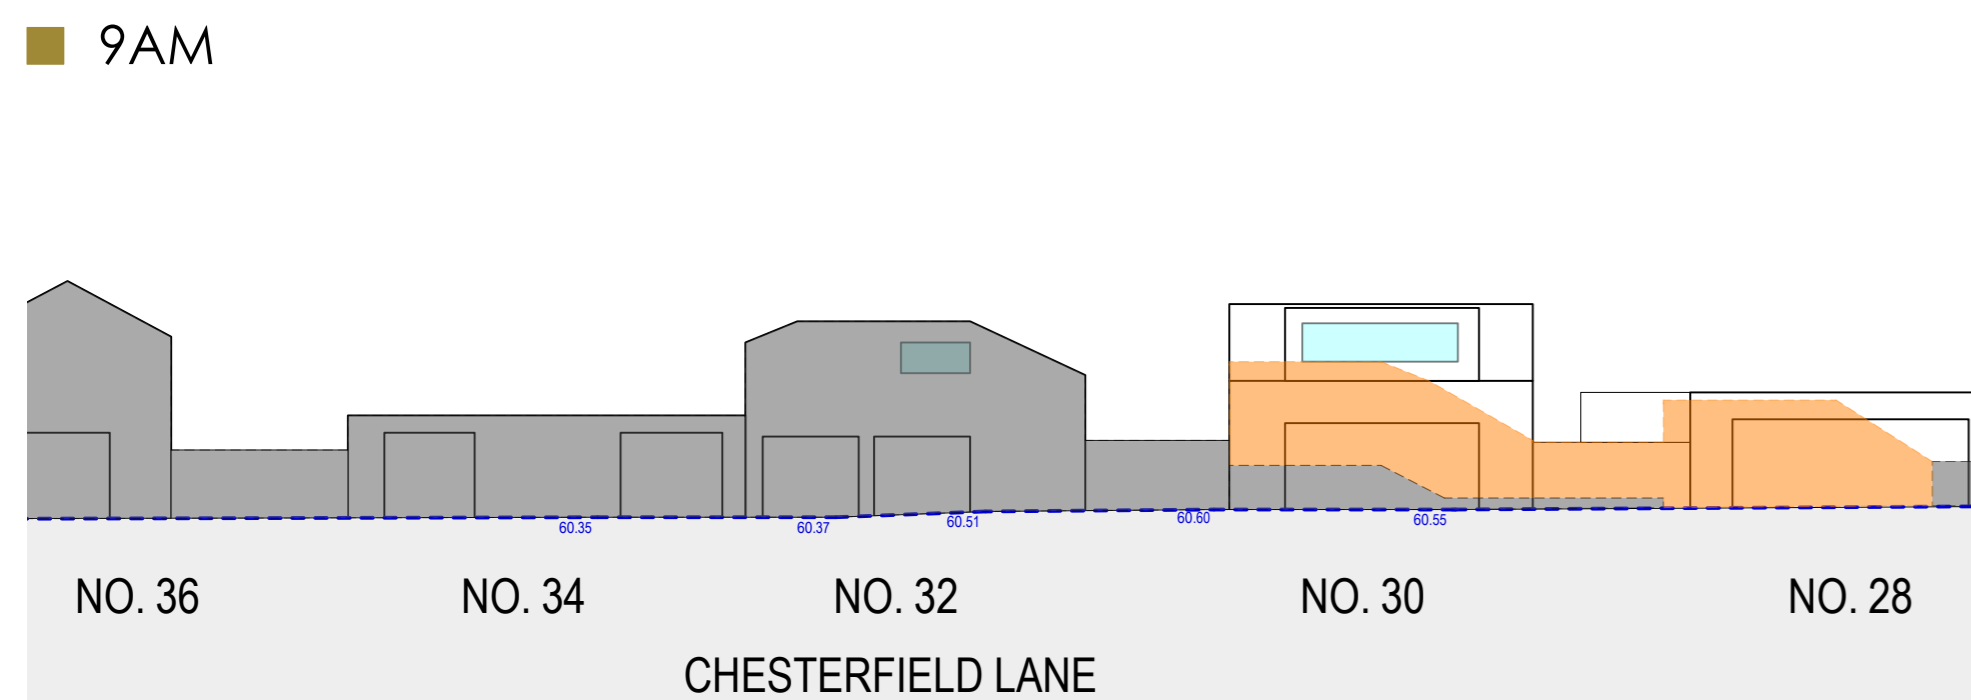 9AM
60.35
60.37
60.51
60.60
60.55
NO. 36
NO. 34
NO. 32
NO. 30
NO. 28
CHESTERFIELD LANE